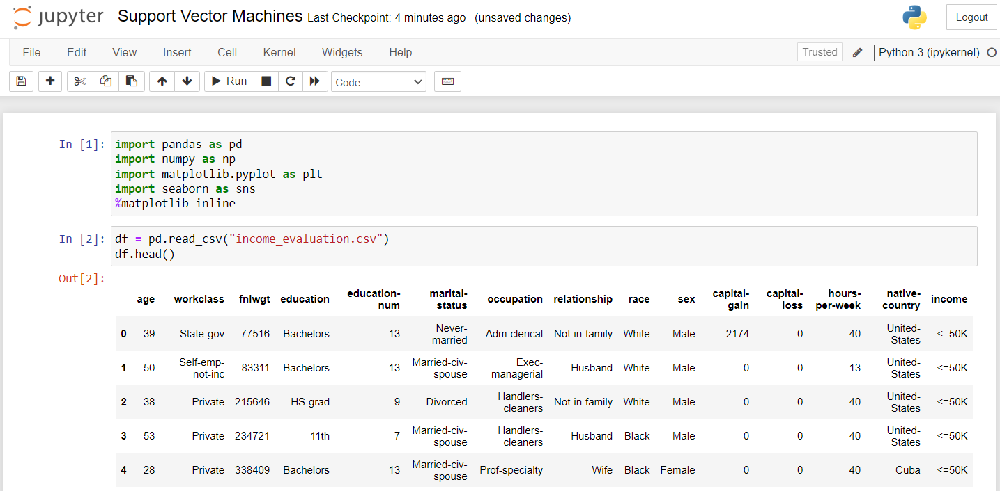 jupyter Support Vector Machines Last Checkpoint: 4 minutes ago (unsaved changes) Logout
File Edit View Insert Cell Kernel Widgets Help Trusted Python 3 (ipykernel)
Run Code
In [1]: import pandas as pd
import numpy as np
import matplotlib.pyplot as plt
import seaborn as sns
%matplotlib inline
In [2]: df = pd.read_csv("income_evaluation.csv")
df.head()
Out[2]:
age workclass fnlwgt education education-num marital-status occupation relationship race sex capital-gain capital-loss hours-per-week native-country income
0 39 State-gov 77516 Bachelors 13 Never-married Adm-clerical Not-in-family White Male 2174 0 40 United-States <=50K
1 50 Self-emp-not-inc 83311 Bachelors 13 Married-civ-spouse Exec-managerial Husband White Male 0 0 13 United-States <=50K
2 38 Private 215646 HS-grad 9 Divorced Handlers-cleaners Not-in-family White Male 0 0 40 United-States <=50K
3 53 Private 234721 11th 7 Married-civ-spouse Handlers-cleaners Husband Black Male 0 0 40 United-States <=50K
4 28 Private 338409 Bachelors 13 Married-civ-spouse Prof-specialty Wife Black Female 0 0 40 Cuba <=50K